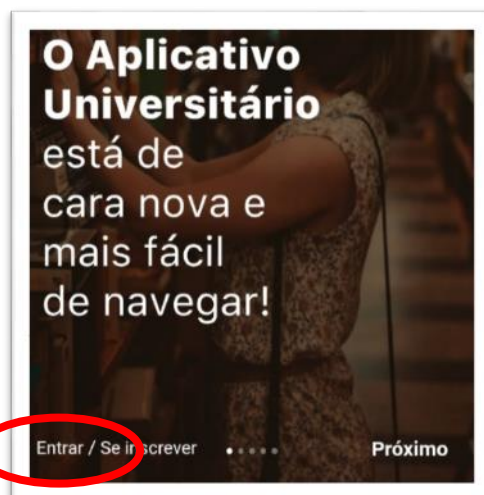 O Aplicativo
Universitário
está de
cara nova e
mais fácil
de navegar!
Entrar / Se inscrever
Próximo